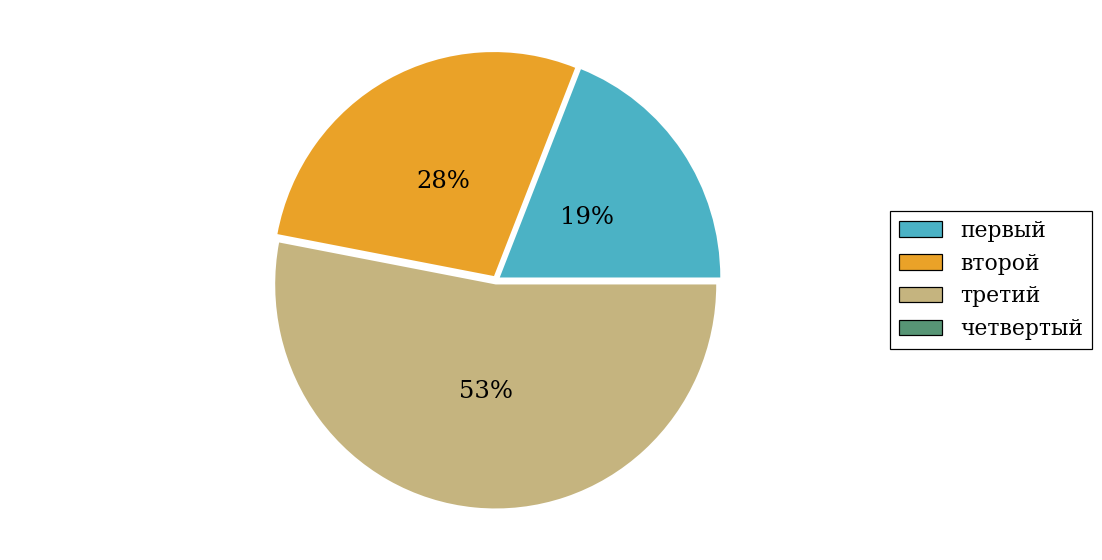 28%
19%
53%
первый
второй
третий
четвертый